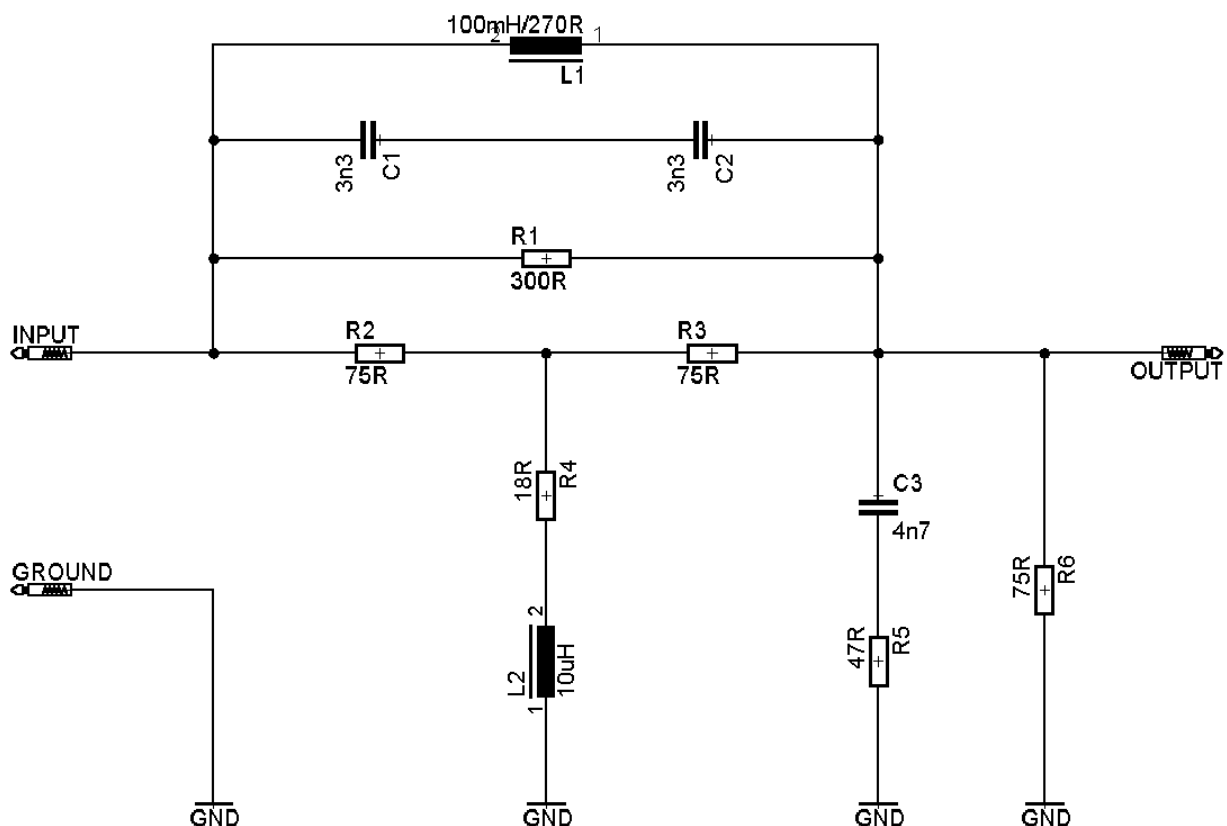 100mH/270R
2
1
L1
3n3
C1
3n3
C2
R1
300R
INPUT
R2
75R
R3
75R
OUTPUT
18R
R4
C3
4n7
GROUND
75R
R6
2
L2
10uH
1
47R
R5
GND
GND
GND
GND